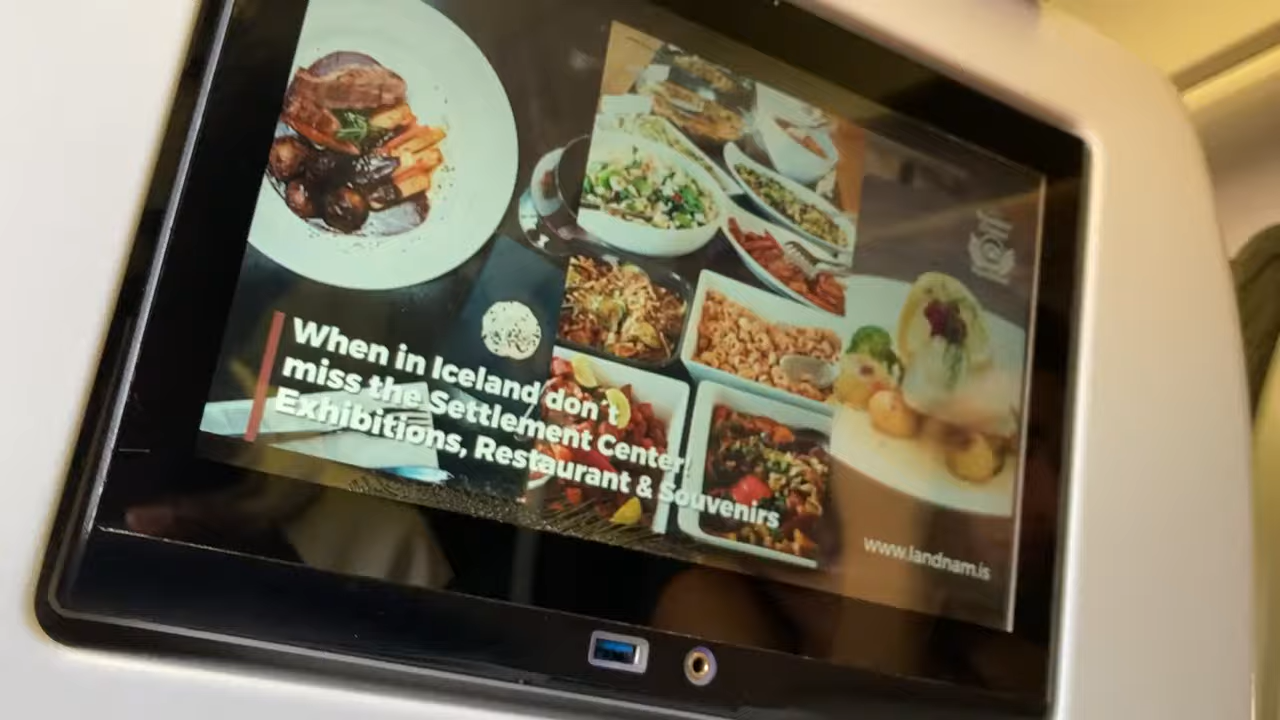 When in Iceland don´t
miss the Settlement Center!
Exhibitions, Restaurant & Souvenirs
www.landnam.is